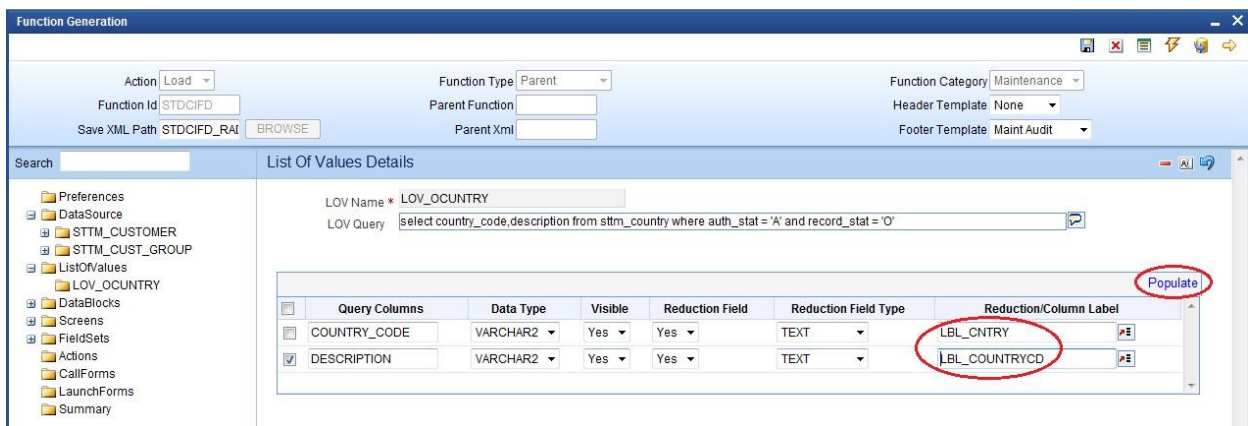 Function Generation
Action Load Function Type Parent Function Category Maintenance
Function Id STDCIFD Parent Function Header Template None
Save XML Path STDCIFD_RAD BROWSE Parent Xml Footer Template Maint Audit
Search List Of Values Details
Preferences
DataSource
STTM_CUSTOMER
STTM_CUST_GROUP
ListOfValues
LOV_OCUNTRY
DataBlocks
Screens
FieldSets
Actions
CallForms
LaunchForms
Summary
LOV Name * LOV_OCUNTRY
LOV Query select country_code,description from sttm_country where auth_stat = 'A' and record_stat = 'O'
Populate
Query Columns Data Type Visible Reduction Field Reduction Field Type Reduction/Column Label
COUNTRY_CODE VARCHAR2 Yes Yes TEXT LBL_CNTRY
DESCRIPTION VARCHAR2 Yes Yes TEXT LBL_COUNTRYCD